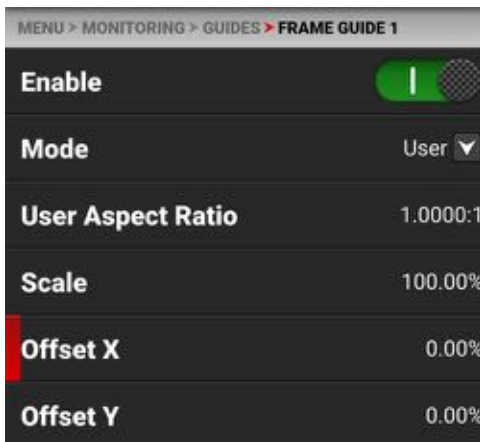 MENU > MONITORING > GUIDES > FRAME GUIDE 1
Enable
Mode User
User Aspect Ratio 1.0000:1
Scale 100.00%
Offset X 0.00%
Offset Y 0.00%